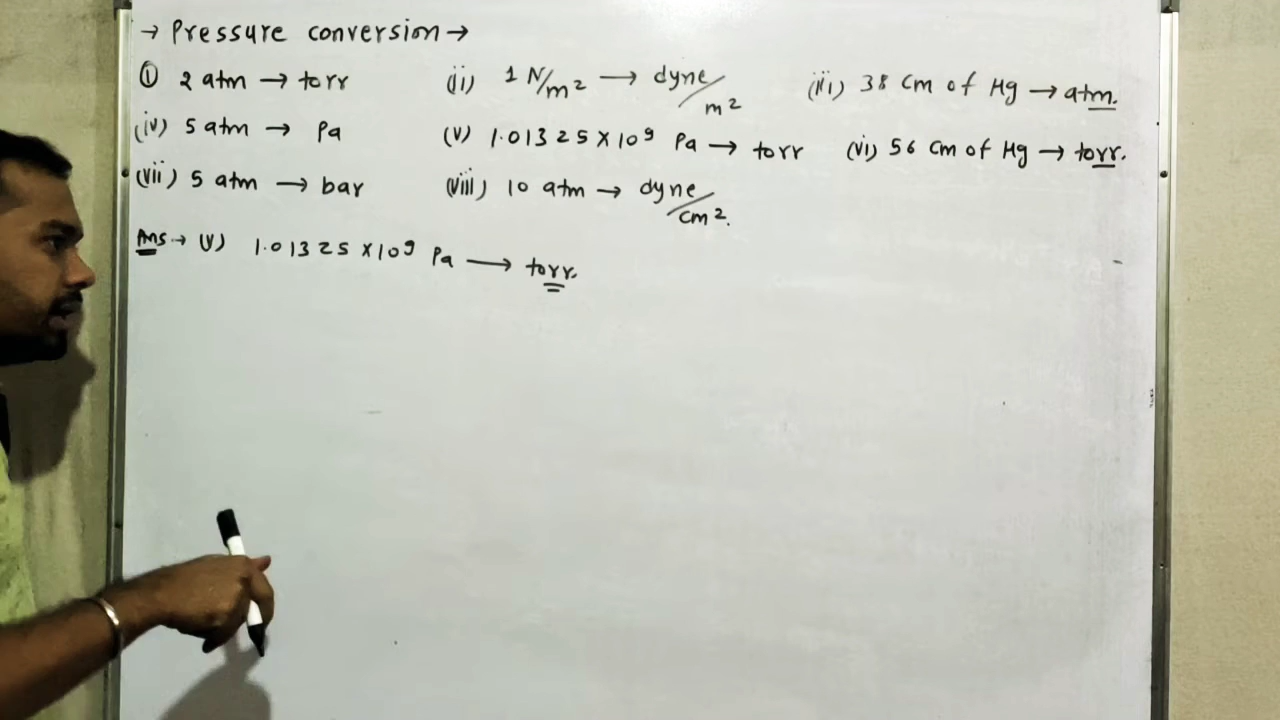 → Pressure conversion →
① 2 atm → torr (ii) 1 N/m² → dyne/m² (iii) 38 Cm of Hg → atm.
(iv) 5 atm → Pa (v) 1.01325 × 10⁹ Pa → torr (vi) 56 Cm of Hg → torr.
(vii) 5 atm → bar (viii) 10 atm → dyne/cm².
Ans → (v) 1.01325 × 10⁹ Pa → torr.